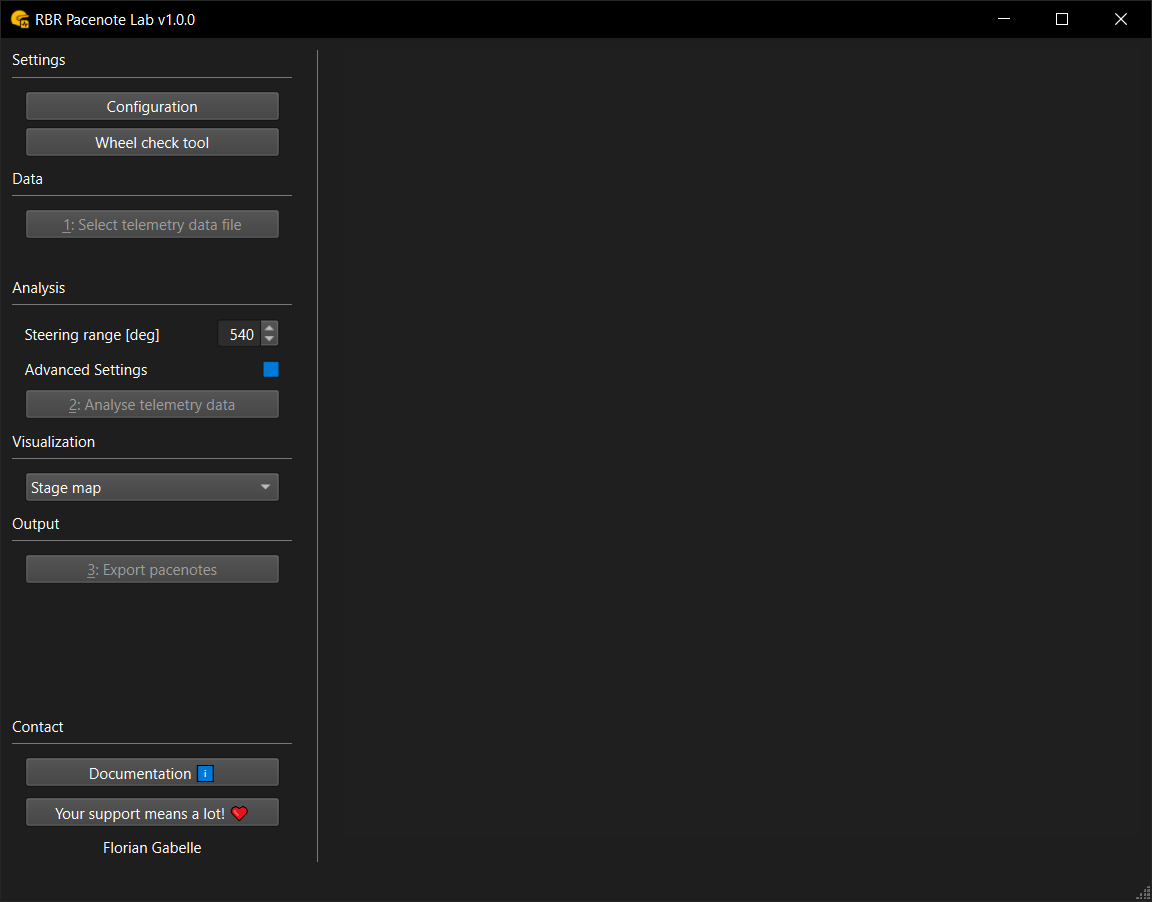 RBR Pacenote Lab v1.0.0
Settings
Configuration
Wheel check tool
Data
1: Select telemetry data file
Analysis
Steering range [deg] 540
Advanced Settings
2: Analyse telemetry data
Visualization
Stage map
Output
3: Export pacenotes
Contact
Documentation i
Your support means a lot!
Florian Gabelle